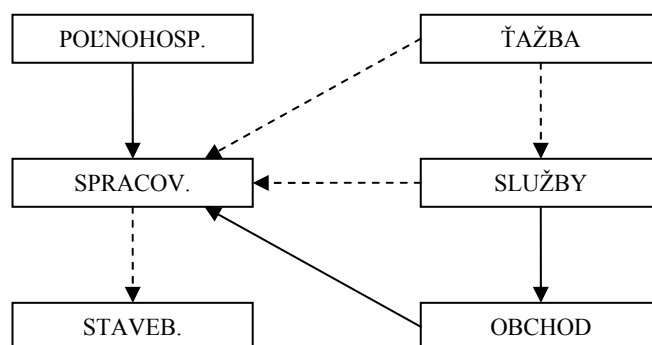 POĽNOHOSP.
ŤAŽBA
SPRACOV.
SLUŽBY
STAVEB.
OBCHOD